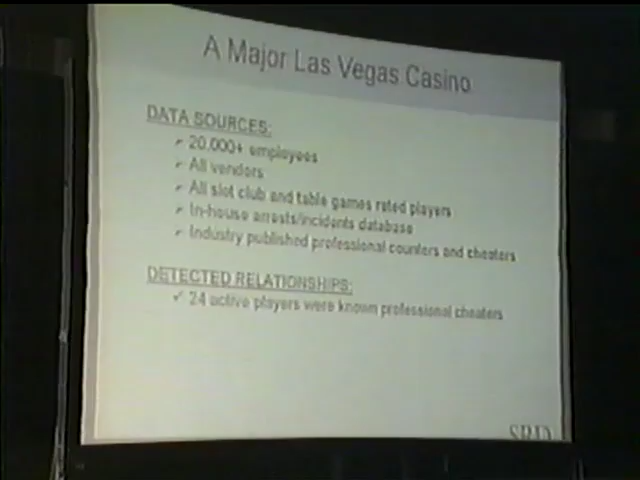 A Major Las Vegas Casino
DATA SOURCES:
✓ 20,000+ employees
✓ All vendors
✓ All slot club and table games rated players
✓ In-house arrests/incidents database
✓ Industry published professional counters and cheaters
DETECTED RELATIONSHIPS:
✓ 24 active players were known professional cheaters
SRD